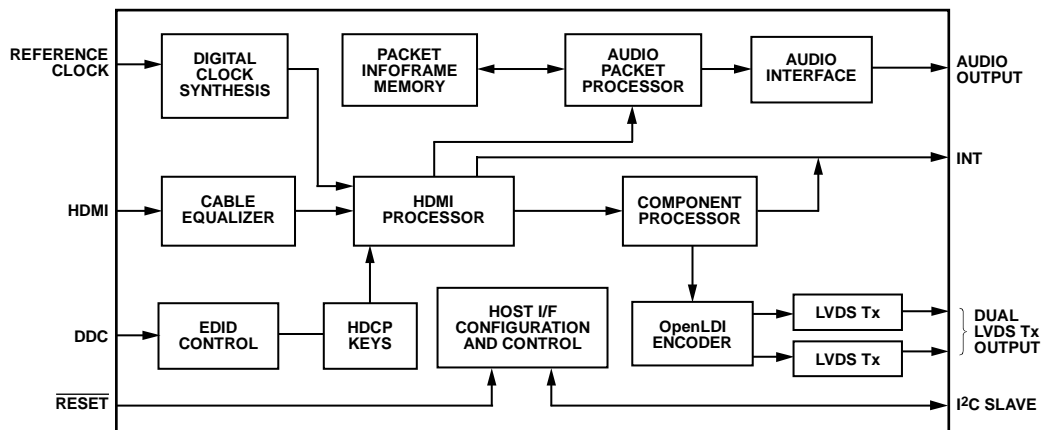 REFERENCE
CLOCK
DIGITAL
CLOCK
SYNTHESIS
PACKET
INFOFRAME
MEMORY
AUDIO
PACKET
PROCESSOR
AUDIO
INTERFACE
AUDIO
OUTPUT
INT
HDMI
CABLE
EQUALIZER
HDMI
PROCESSOR
COMPONENT
PROCESSOR
DDC
EDID
CONTROL
HDCP
KEYS
HOST I/F
CONFIGURATION
AND CONTROL
OpenLDI
ENCODER
LVDS Tx
LVDS Tx
DUAL
LVDS Tx
OUTPUT
RESET
I²C SLAVE